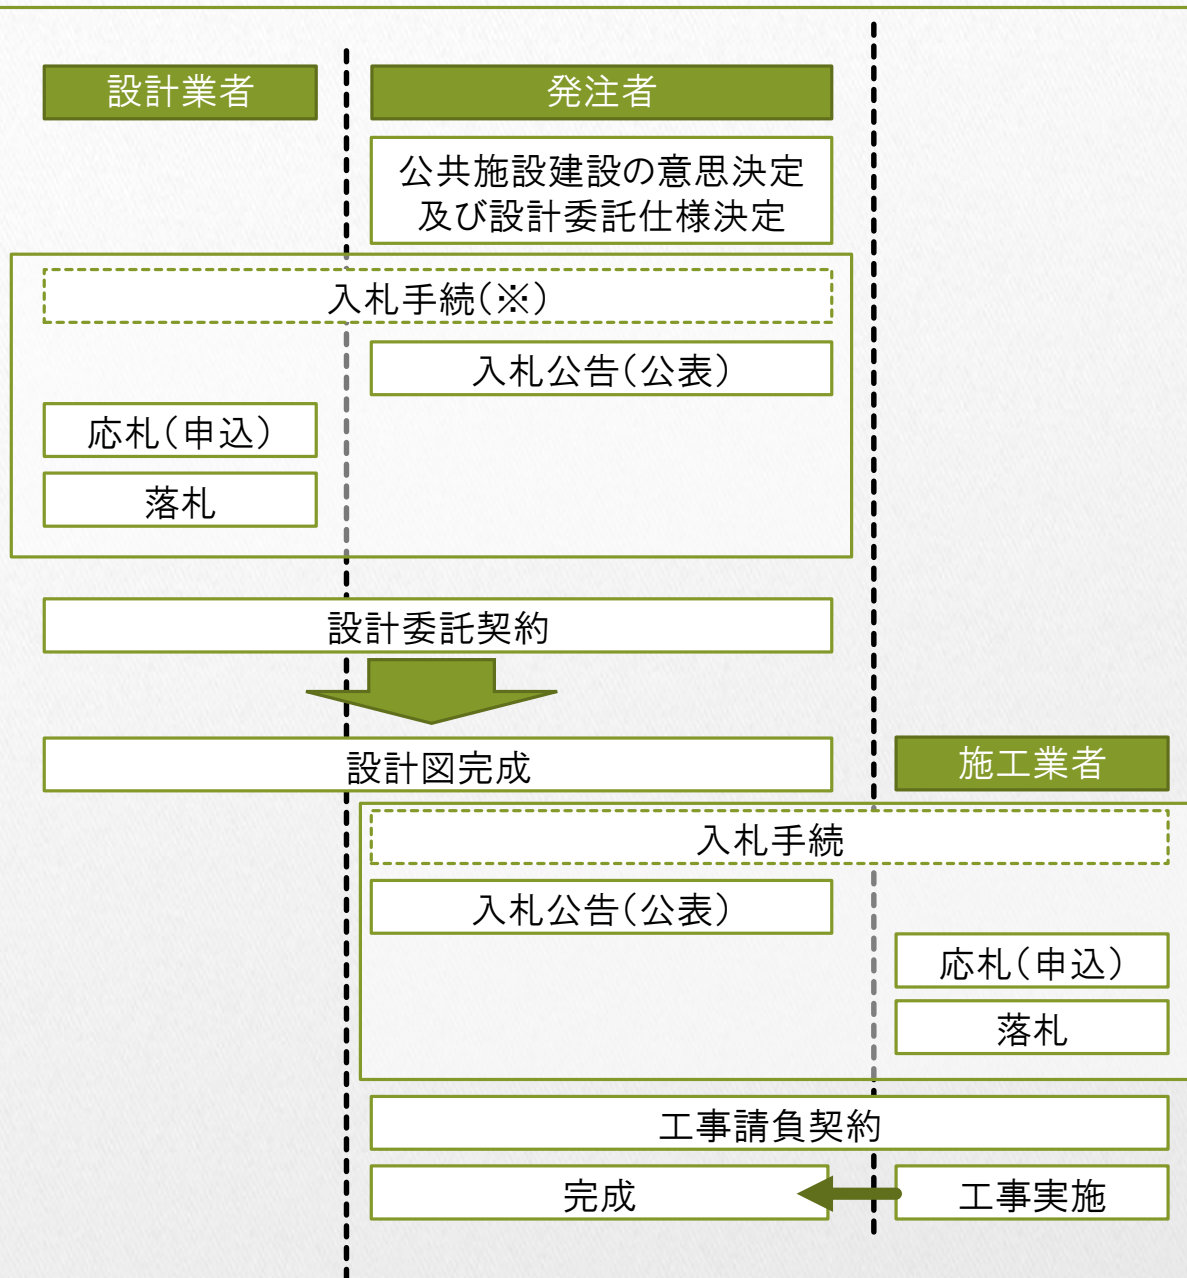 設計業者
発注者
公共施設建設の意思決定
及び設計委託仕様決定
入札手続(※)
入札公告(公表)
応札(申込)
落札
設計委託契約
設計図完成
施工業者
入札手続
入札公告(公表)
応札(申込)
落札
工事請負契約
完成
工事実施